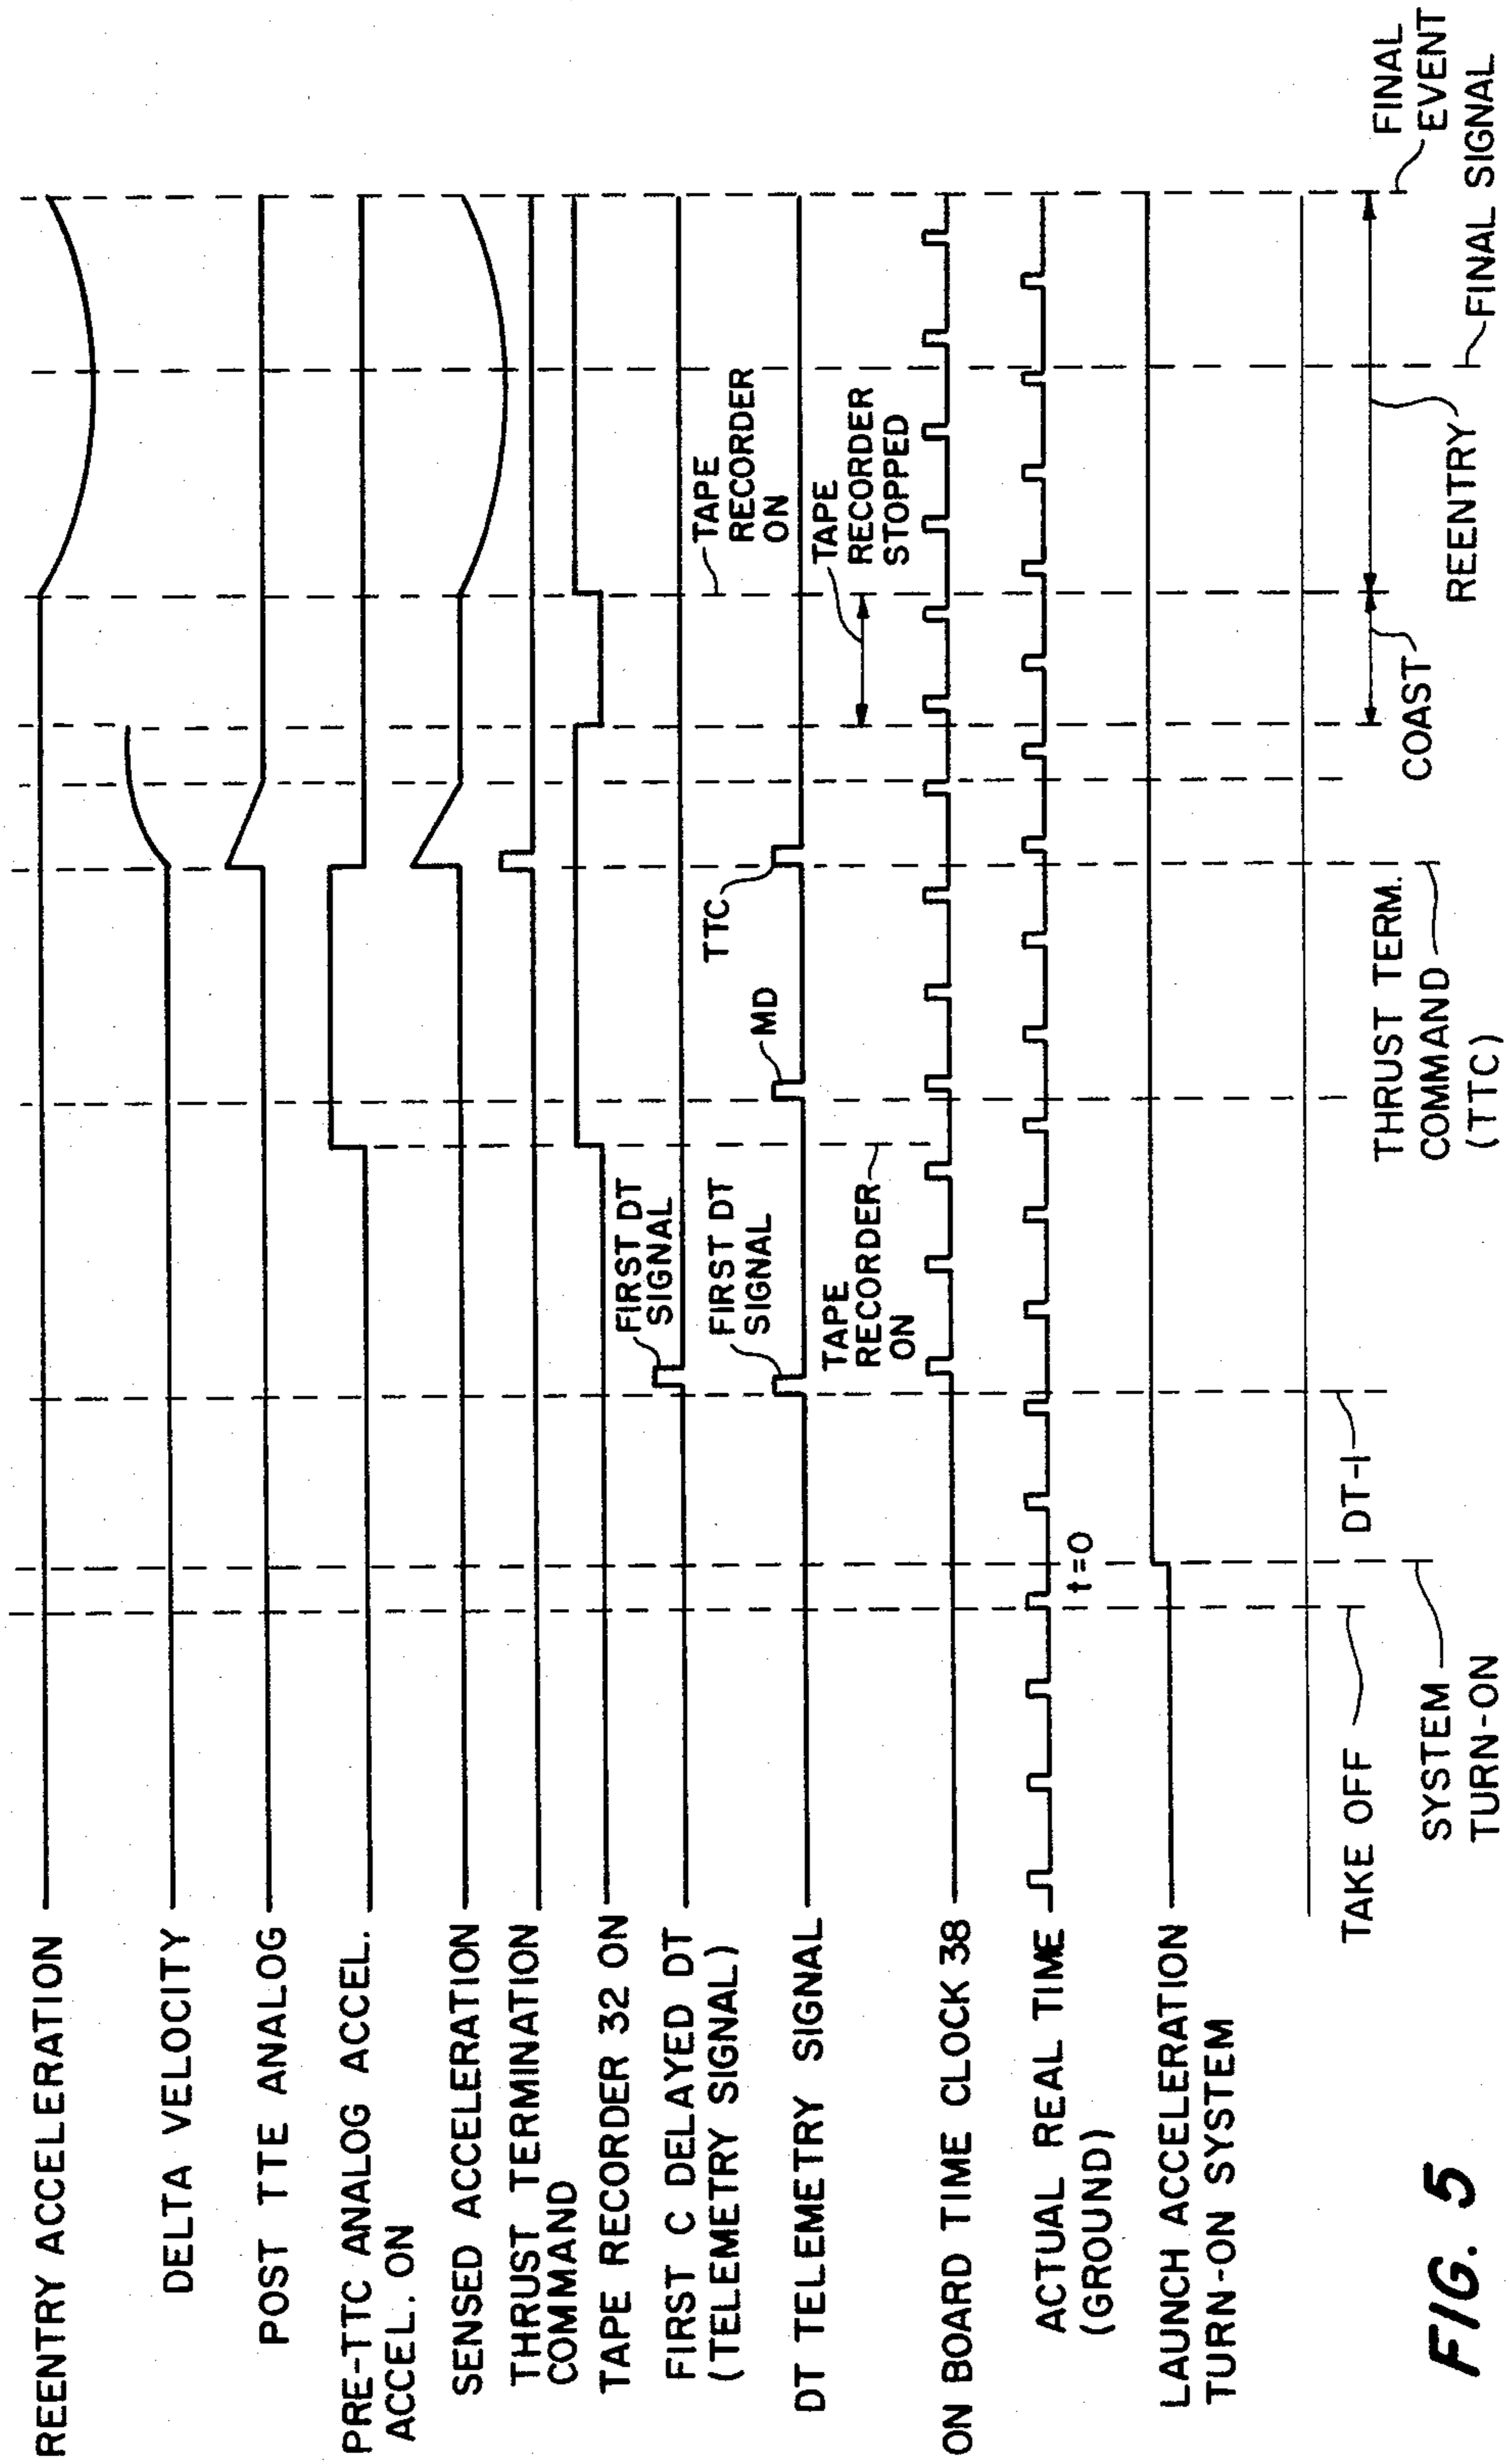 REENTRY ACCELERATION
DELTA VELOCITY
POST TTE ANALOG
PRE-TTC ANALOG ACCEL.
ACCEL. ON
SENSED ACCELERATION
THRUST TERMINATION
COMMAND
TAPE RECORDER 32 ON
FIRST C DELAYED DT
(TELEMETRY SIGNAL)
DT TELEMETRY SIGNAL
ON BOARD TIME CLOCK 38
ACTUAL REAL TIME
(GROUND)
LAUNCH ACCELERATION
TURN-ON SYSTEM
FIRST DT
SIGNAL
FIRST DT
SIGNAL
TAPE
RECORDER
ON
MD
TTC
TAPE
RECORDER
ON
TAPE
RECORDER
STOPPED
t=0
TAKE OFF
SYSTEM
TURN-ON
DT-1
THRUST TERM.
COMMAND
(TTC)
COAST
REENTRY
FINAL
EVENT
FINAL SIGNAL
FIG. 5